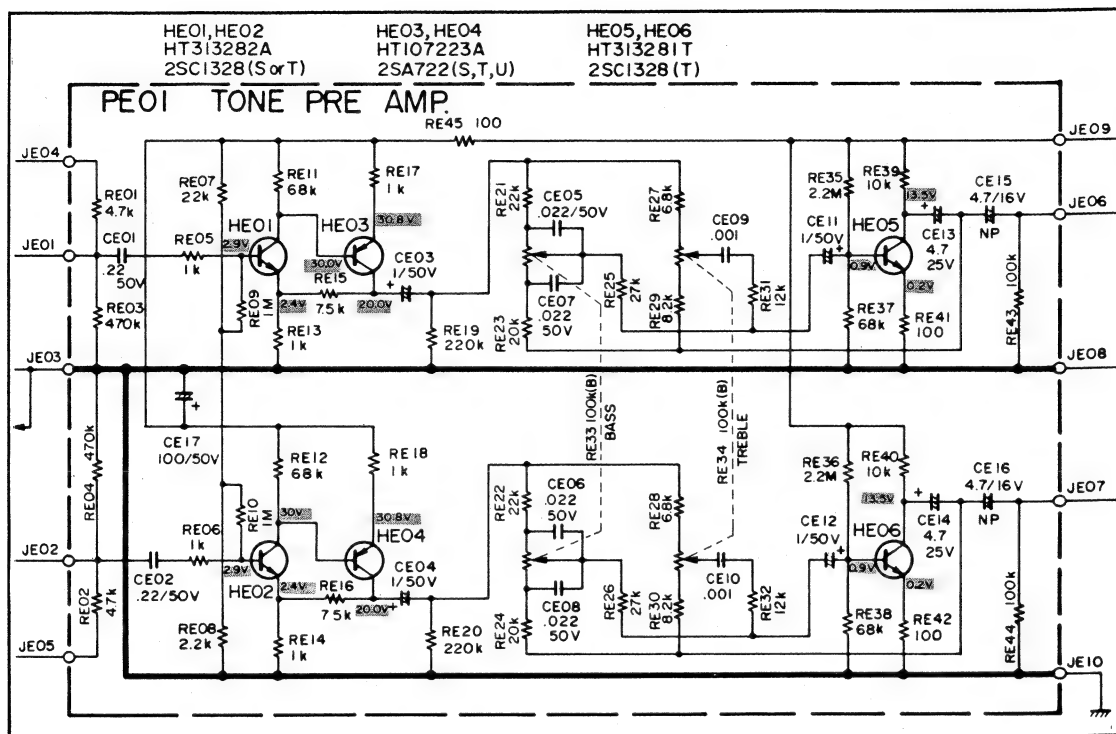 HE01, HE02
HT313282A
2SC1328 (S or T)
HE03, HE04
HT107223A
2SA722 (S,T,U)
HE05, HE06
HT313281T
2SC1328 (T)
PE01 TONE PRE AMP.
RE45 100
JE04
JE09
RE01
4.7k
RE07
22k
RE11
68k
RE17
1k
RE21
22k
CE05
.022/50V
RE27
6.8k
CE09
.001
RE35
2.2M
RE39
10k
13.5V
CE15
4.7/16V
NP
JE06
JE01
CE01
.22
50V
RE05
1k
2.9V
HE01
HE03
30.8V
30.0V
CE03
1/50V
CE11
1/50V
HE05
0.9V
CE13
4.7
25V
0.2V
RE03
470k
RE09
1M
2.4V
RE15
7.5k
20.0V
RE13
1k
RE19
220k
CE07
.022
50V
RE23
20k
RE25
27k
RE29
8.2k
RE31
12k
RE37
68k
RE41
100
RE43
100k
JE03
JE08
CE17
100/50V
RE33 100k(B)
BASS
RE34 100k(B)
TREBLE
RE04
470k
RE12
68k
RE18
1k
RE22
22k
CE06
.022
50V
RE28
6.8k
RE36
2.2M
RE40
10k
13.5V
CE16
4.7/16V
NP
JE07
RE10
1M
30V
30.8V
RE06
1k
CE12
1/50V
CE14
4.7
25V
JE02
CE02
.22/50V
2.9V
HE02
HE04
CE04
1/50V
CE10
.001
0.9V
HE06
0.2V
RE02
4.7k
2.4V
RE16
7.5k
20.0V
CE08
.022
50V
RE24
20k
RE26
27k
RE30
8.2k
RE32
12k
RE08
2.2k
RE14
1k
RE20
220k
RE38
68k
RE42
100
RE44
100k
JE05
JE10